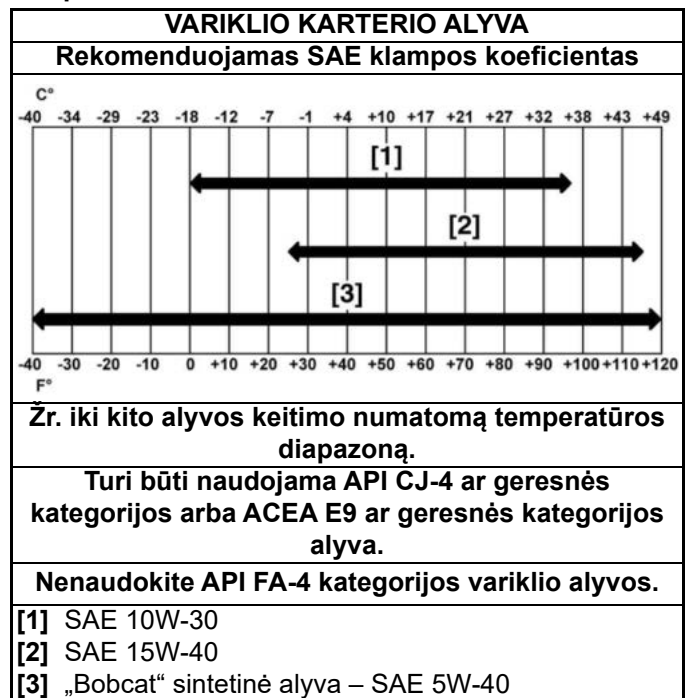 VARIKLIO KARTERIO ALYVA
Rekomenduojamas SAE klampos koeficientas
C°
-40 -34 -29 -23 -18 -12 -7 -1 +4 +10 +17 +21 +27 +32 +38 +43 +49
[1]
[2]
[3]
-40 -30 -20 -10 0 +10 +20 +30 +40 +50 +60 +70 +80 +90 +100 +110 +120
F°
Žr. iki kito alyvos keitimo numatomą temperatūros
diapazoną.
Turi būti naudojama API CJ-4 ar geresnės
kategorijos arba ACEA E9 ar geresnės kategorijos
alyva.
Nenaudokite API FA-4 kategorijos variklio alyvos.
[1] SAE 10W-30
[2] SAE 15W-40
[3] „Bobcat“ sintetinė alyva – SAE 5W-40